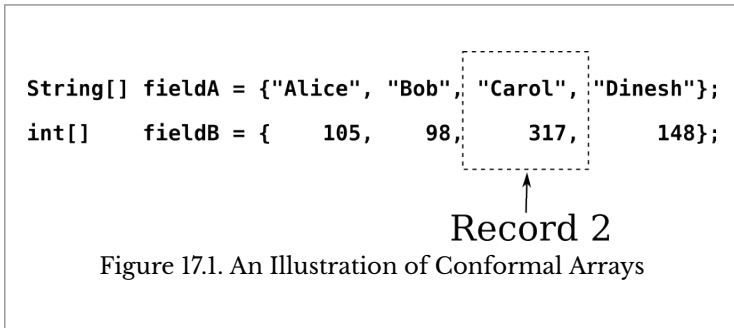 String[] fieldA = {"Alice", "Bob", "Carol", "Dinesh"};
int[] fieldB = { 105, 98, 317, 148};
Record 2
Figure 17.1. An Illustration of Conformal Arrays